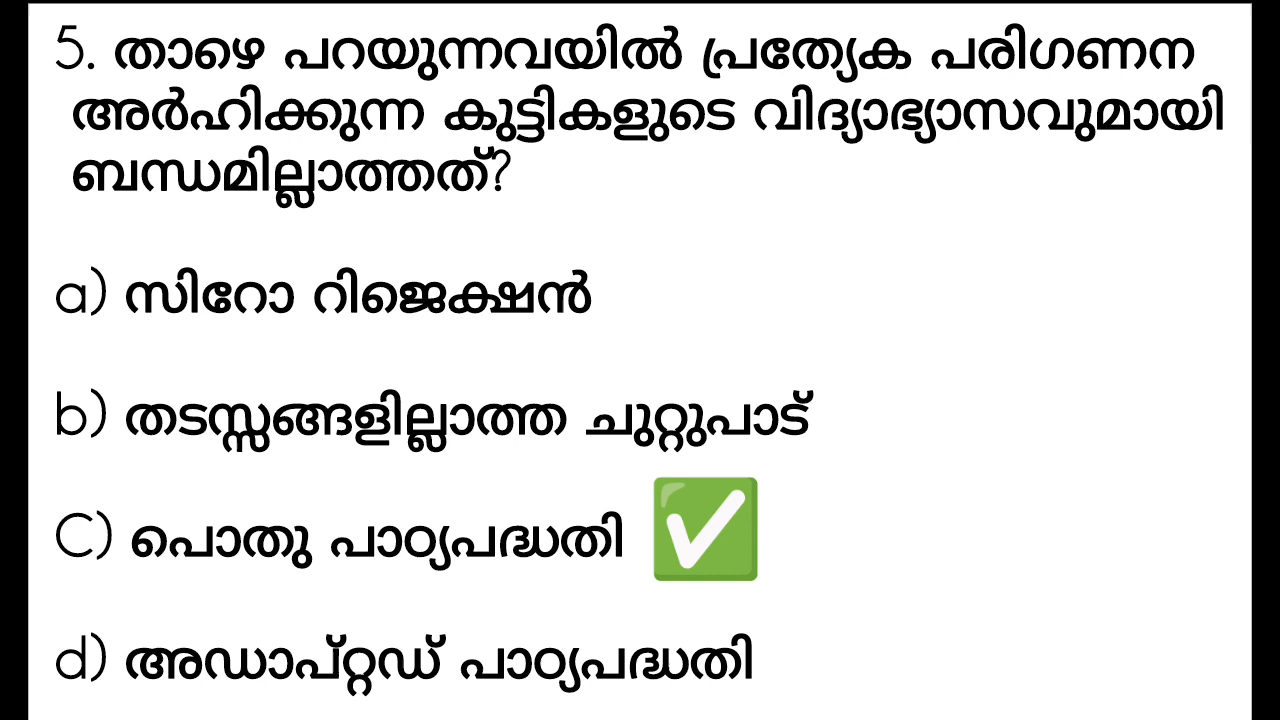 5. താഴെ പറയുന്നവയിൽ പ്രത്യേക പരിഗണന
അർഹിക്കുന്ന കുട്ടികളുടെ വിദ്യാഭ്യാസവുമായി
ബന്ധമില്ലാത്തത്?
a) സിറോ റിജെക്ഷൻ
b) തടസ്സങ്ങളില്ലാത്ത ചുറ്റുപാട്
C) പൊതു പാഠ്യപദ്ധതി ✅
d) അഡാപ്റ്റഡ് പാഠ്യപദ്ധതി